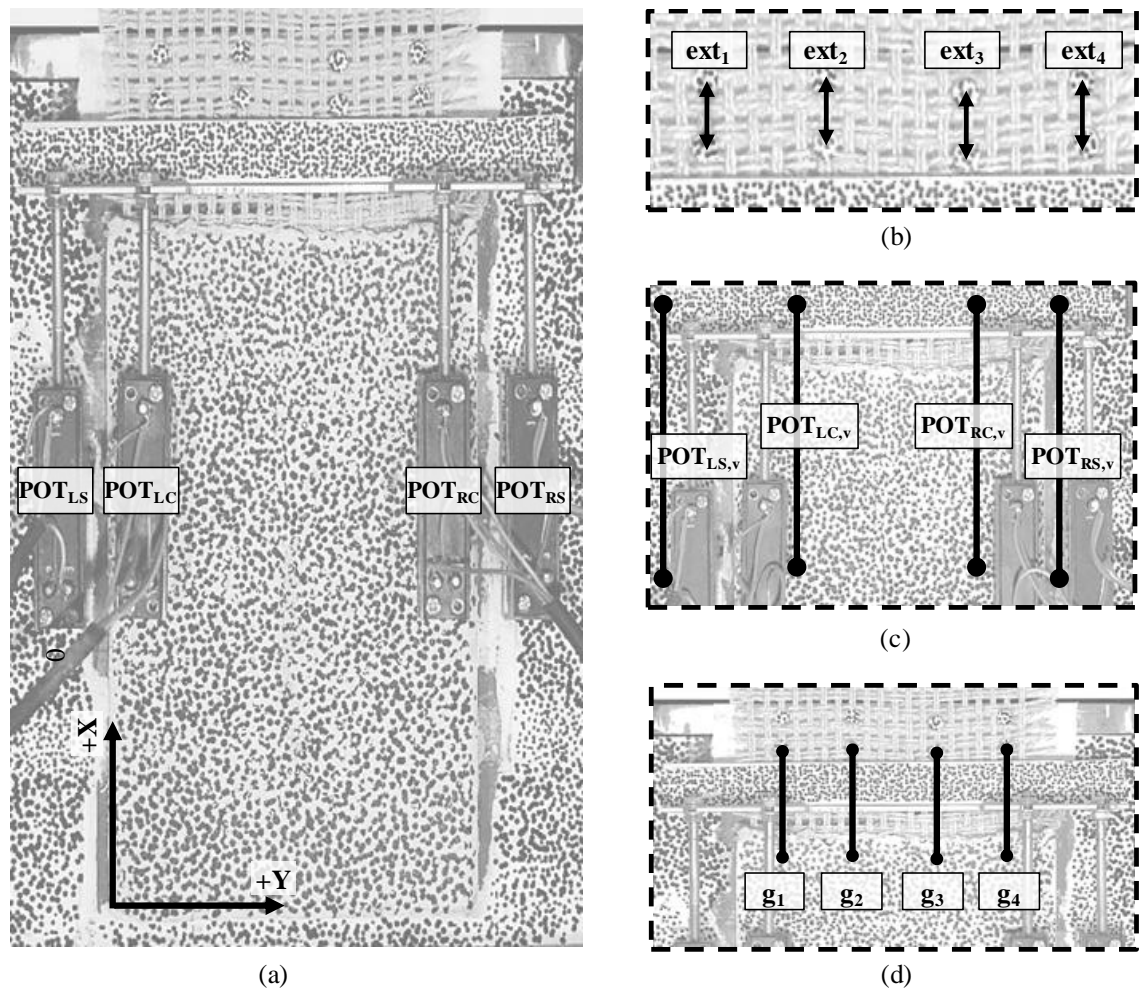 POT_LS POT_LC POT_RC POT_RS
+X
+Y
(a)
ext_1 ext_2 ext_3 ext_4
(b)
POT_LS,v POT_LC,v POT_RC,v POT_RS,v
(c)
g_1 g_2 g_3 g_4
(d)